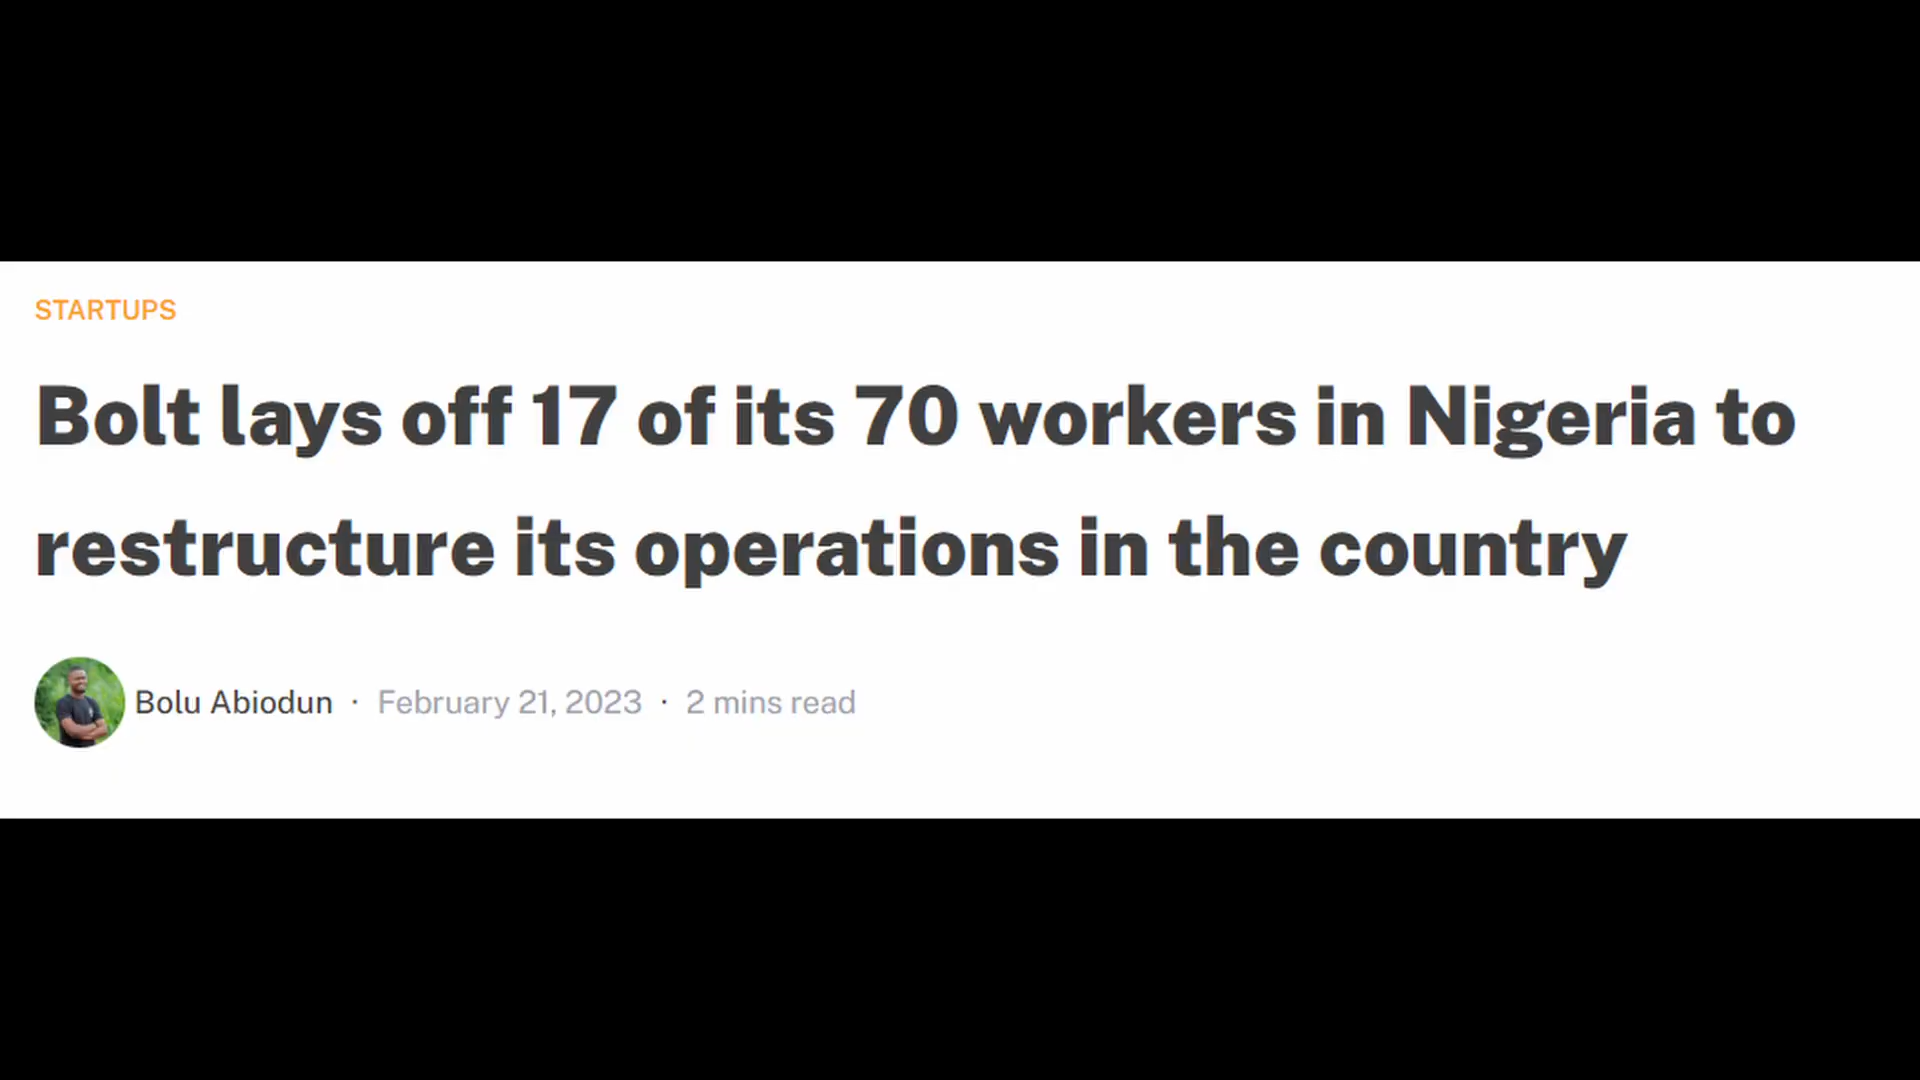 STARTUPS
Bolt lays off 17 of its 70 workers in Nigeria to
restructure its operations in the country
Bolu Abiodun · February 21, 2023 · 2 mins read